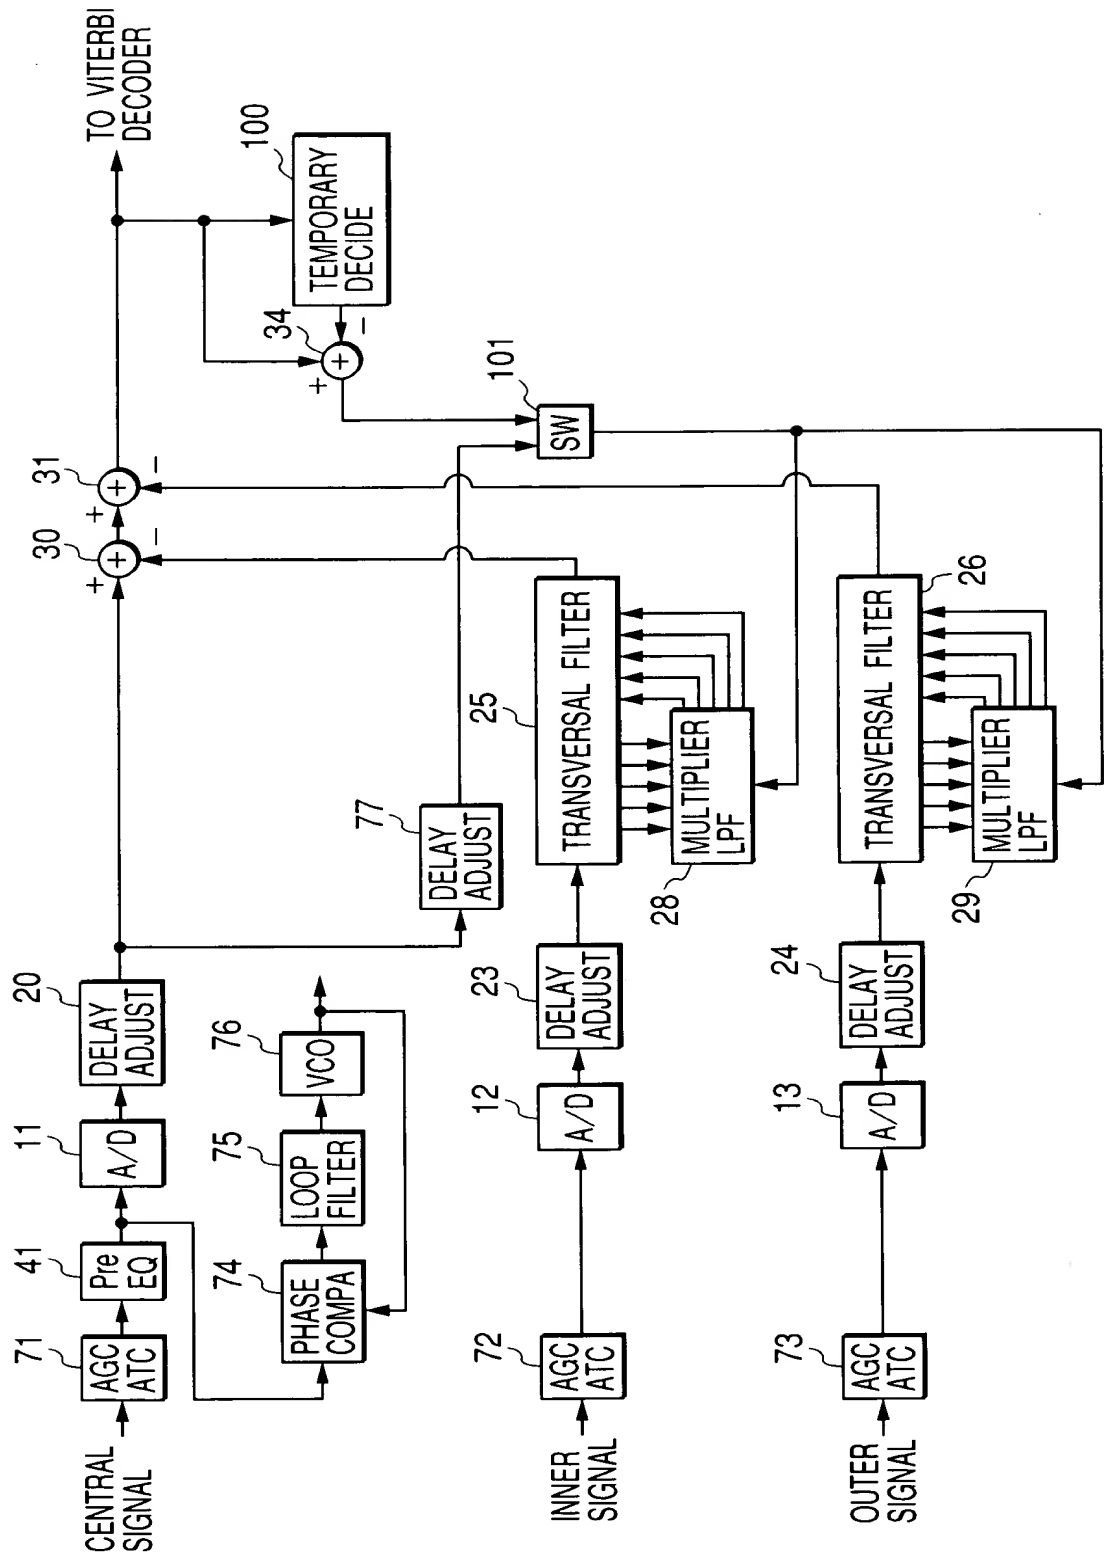 CENTRAL
SIGNAL
71
AGC
ATC
41
Pre
EQ
11
A/D
20
DELAY
ADJUST
30
+
+
−
31
+
+
−
TO VITERBI
DECODER
74
PHASE
COMPA
75
LOOP
FILTER
76
VCO
77
DELAY
ADJUST
34
+
+
−
100
TEMPORARY
DECIDE
101
SW
INNER
SIGNAL
72
AGC
ATC
12
A/D
23
DELAY
ADJUST
25
TRANSVERSAL FILTER
28
MULTIPLIER
LPF
OUTER
SIGNAL
73
AGC
ATC
13
A/D
24
DELAY
ADJUST
26
TRANSVERSAL FILTER
29
MULTIPLIER
LPF